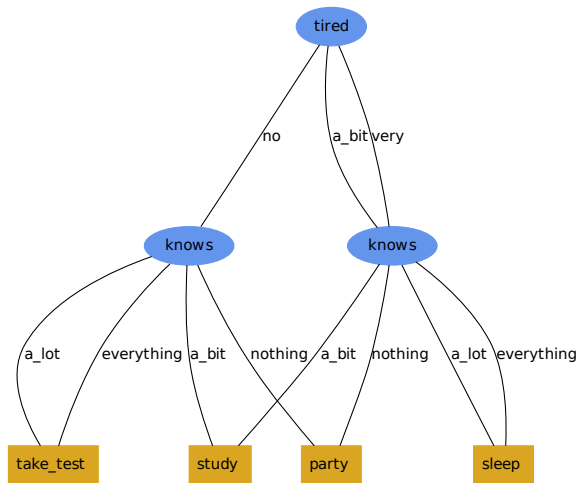 tired
no
a_bit
very
knows
knows
a_lot
everything
a_bit
nothing
a_bit
nothing
a_lot
everything
take_test
study
party
sleep